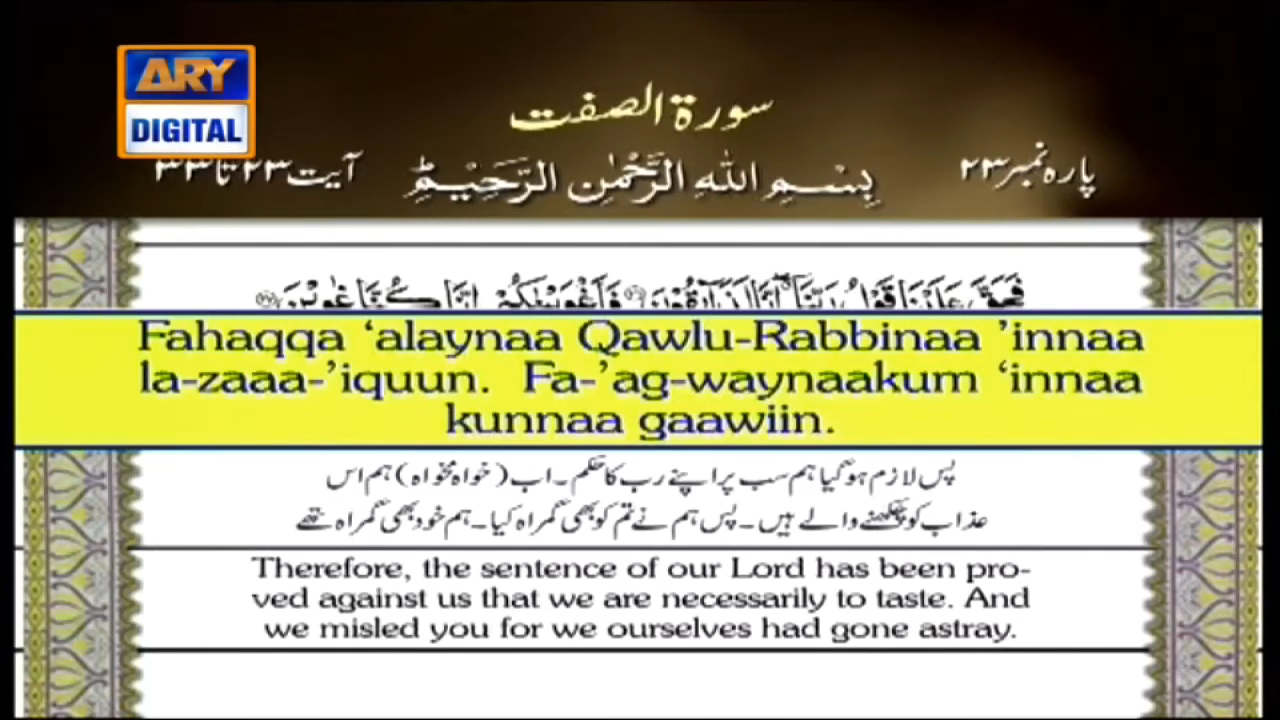 ARY
DIGITAL
سورة الصفت
پارہ نمبر ۲۳
بِسْمِ اللهِ الرَّحْمٰنِ الرَّحِيْمِ
آیت ۲۳ تا ۳۳
فَحَقَّ عَلَيْنَا قَوْلُ رَبِّنَآ اِنَّا لَذَآئِقُوْنَ فَاَغْوَيْنٰكُمْ اِنَّا كُنَّا غٰوِيْنَ
Fahaqqa ‘alaynaa Qawlu-Rabbinaa ’innaa
la-zaaa-’iquun. Fa-’ag-waynaakum ‘innaa
kunnaa gaawiin.
پس لازم ہو گیا ہم سب پر اپنے رب کا حکم ۔ اب ( خواہ مخواہ ) ہم اس
عذاب کو چکھنے والے ہیں ۔ پس ہم نے تم کو بھی گمراہ کیا ۔ ہم خود بھی گمراہ تھے
Therefore, the sentence of our Lord has been pro-
ved against us that we are necessarily to taste. And
we misled you for we ourselves had gone astray.